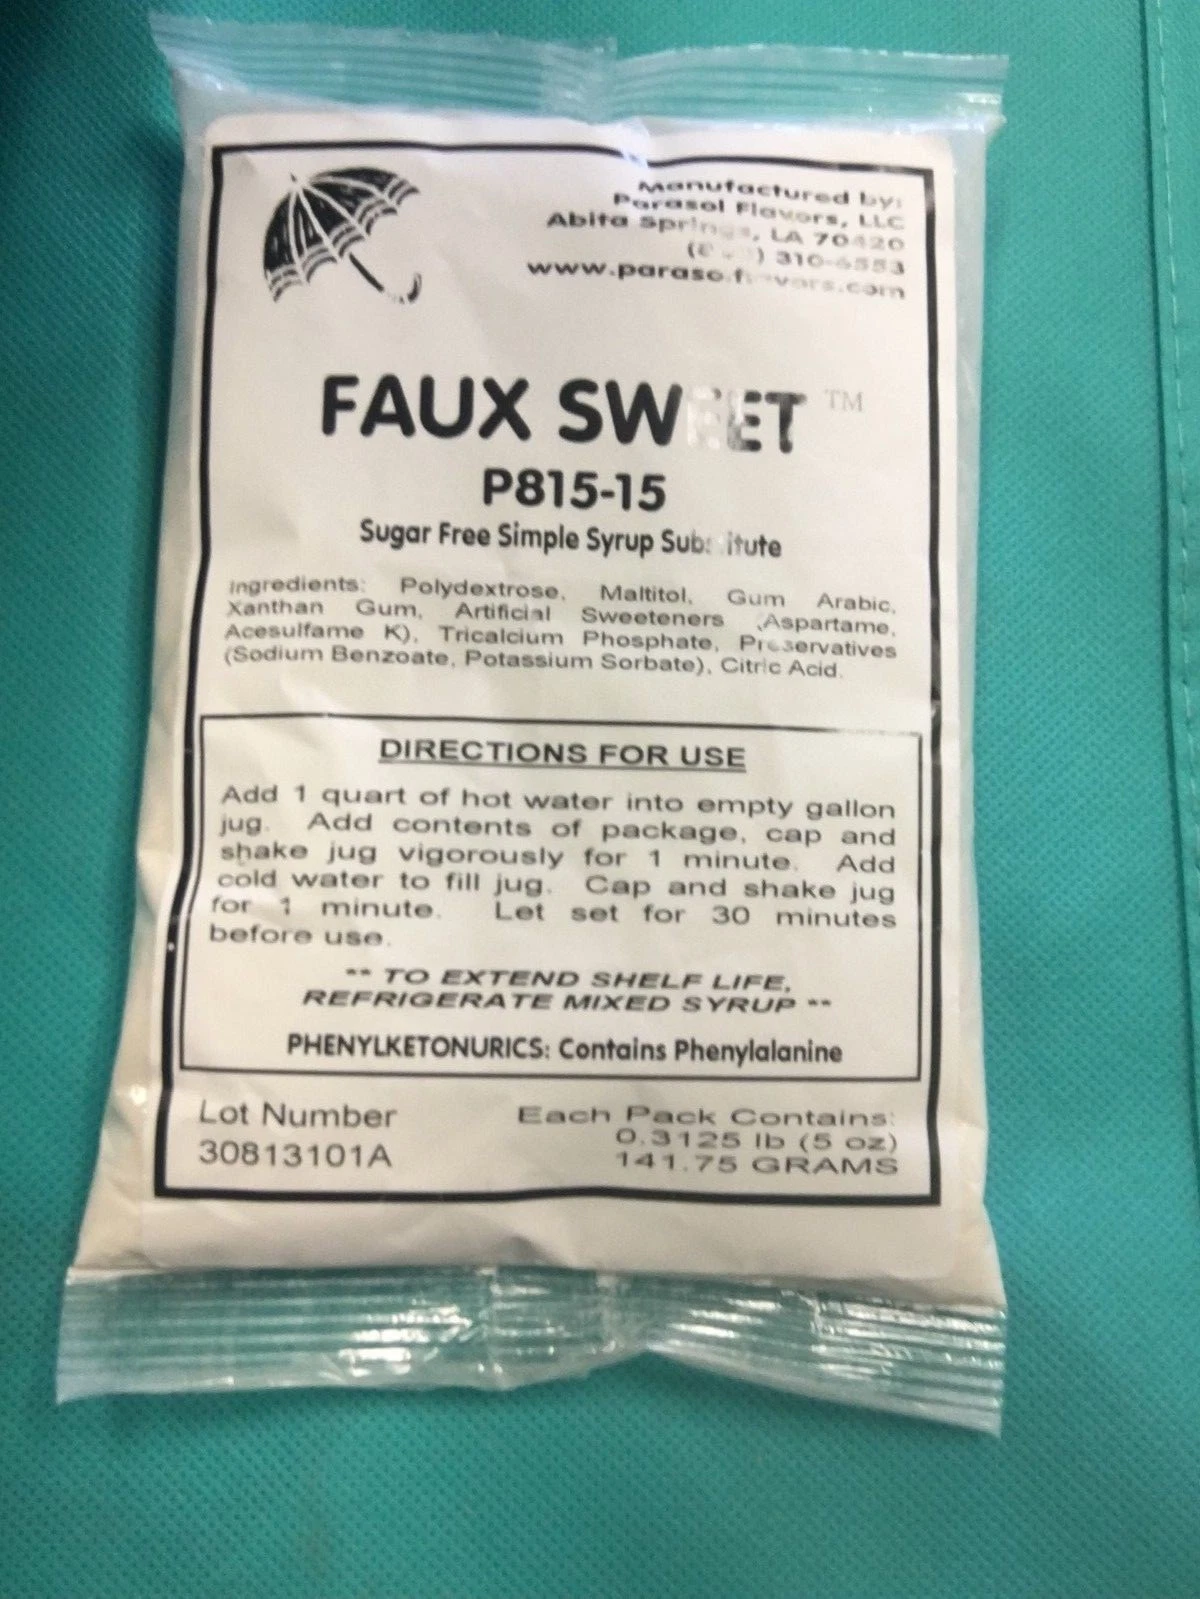 Manufactured by:
Parasol Flavors, LLC
Abita Springs, LA 70420
310-6553
FAUX SWEET ™
P815-15
Sugar Free Simple Syrup Substitute
Ingredients: Polydextrose, Maltitol, Gum Arabic,
Xanthan Gum, Artificial Sweeteners (Aspartame,
Acesulfame K), Tricalcium Phosphate, Preservatives
(Sodium Benzoate, Potassium Sorbate), Citric Acid.
DIRECTIONS FOR USE
Add 1 quart of hot water into empty gallon
jug. Add contents of package, cap and
shake jug vigorously for 1 minute. Add
cold water to fill jug. Cap and shake jug
for 1 minute. Let set for 30 minutes
before use.
** TO EXTEND SHELF LIFE,
REFRIGERATE MIXED SYRUP **
PHENYLKETONURICS: Contains Phenylalanine
Lot Number
30813101A
Each Pack Contains:
0.3125 lb (5 oz)
141.75 GRAMS